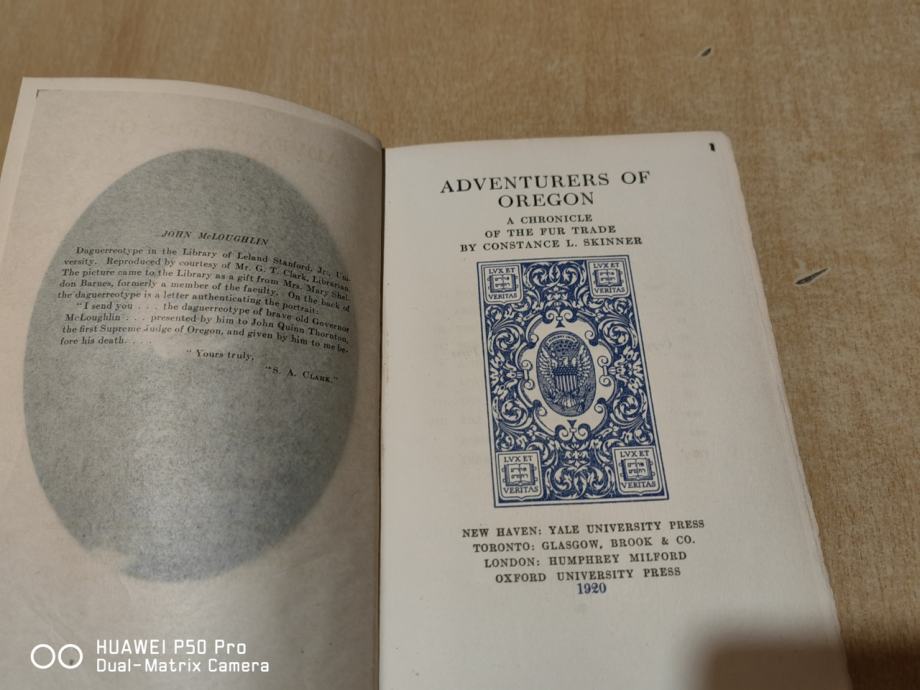 JOHN McLOUGHLIN
Daguerreotype in the Library of Leland Stanford, Jr., Uni-
versity. Reproduced by courtesy of Mr. G. T. Clark, Librarian.
The picture came to the Library as a gift from Mrs. Mary Shel-
don Barnes, formerly a member of the faculty. On the back of
the daguerreotype is a letter authenticating the portrait:
"I send you . . . the daguerreotype of brave old Governor
McLoughlin . . . presented by him to John Quinn Thornton,
the first Supreme Judge of Oregon, and given by him to me be-
fore his death. . . .
"Yours truly,
"S. A. CLARK."
1
ADVENTURERS OF
OREGON
A CHRONICLE
OF THE FUR TRADE
BY CONSTANCE L. SKINNER
LVX ET
VERITAS
LVX ET
VERITAS
LVX ET
VERITAS
LVX ET
VERITAS
NEW HAVEN: YALE UNIVERSITY PRESS
TORONTO: GLASGOW, BROOK & CO.
LONDON: HUMPHREY MILFORD
OXFORD UNIVERSITY PRESS
1920
HUAWEI P50 Pro
Dual-Matrix Camera